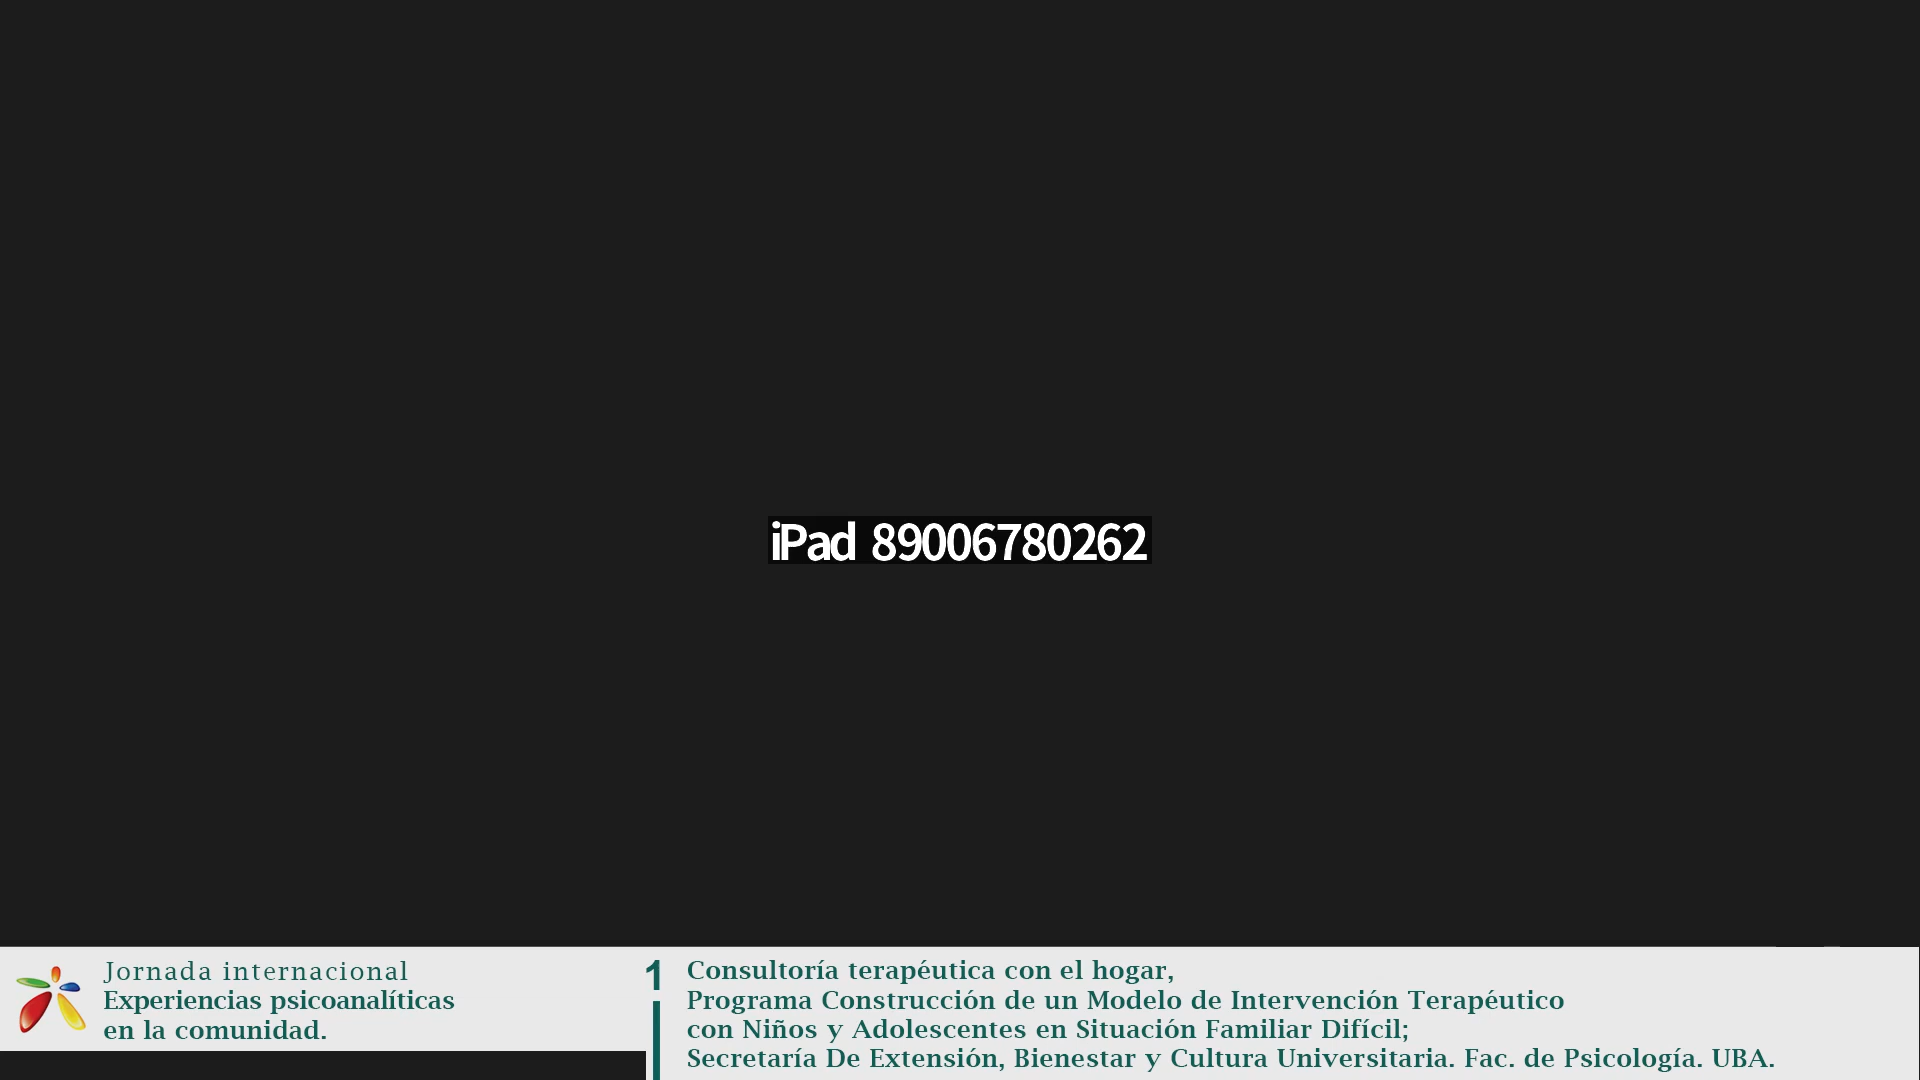 iPad 89006780262
Jornada internacional
Experiencias psicoanalíticas
en la comunidad.
1
Consultoría terapéutica con el hogar,
Programa Construcción de un Modelo de Intervención Terapéutico
con Niños y Adolescentes en Situación Familiar Difícil;
Secretaría De Extensión, Bienestar y Cultura Universitaria. Fac. de Psicología. UBA.